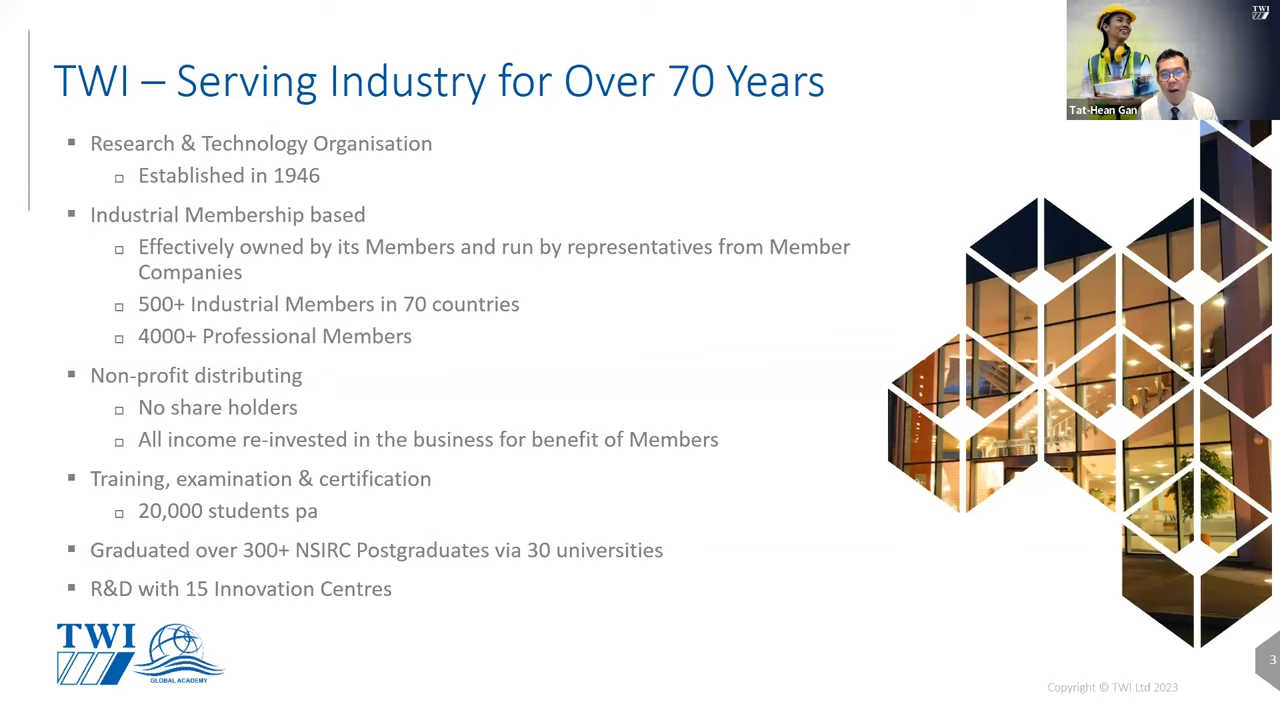 TWI – Serving Industry for Over 70 Years
TWI
Tat-Hean Gan
Research & Technology Organisation
Established in 1946
Industrial Membership based
Effectively owned by its Members and run by representatives from Member
Companies
500+ Industrial Members in 70 countries
4000+ Professional Members
Non-profit distributing
No share holders
All income re-invested in the business for benefit of Members
Training, examination & certification
20,000 students pa
Graduated over 300+ NSIRC Postgraduates via 30 universities
R&D with 15 Innovation Centres
TWI
GLOBAL ACADEMY
3
Copyright © TWI Ltd 2023